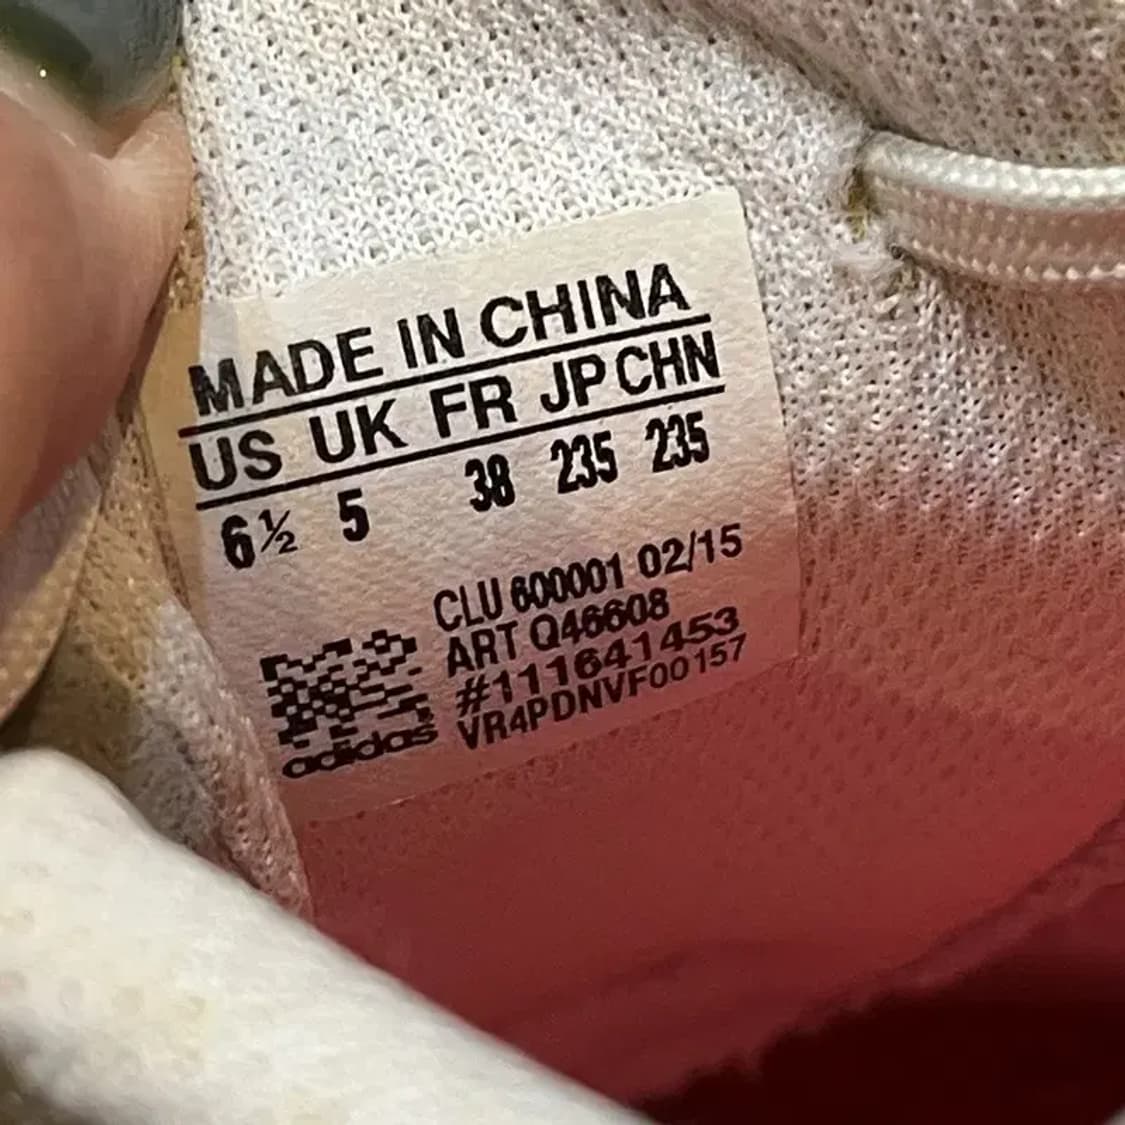 MADE IN CHINA
US UK FR JP CHN
6½ 5 38 235 235
CLU 600001 02/15
ART Q46608
#111641453
VR4PDNVF00157
adidas